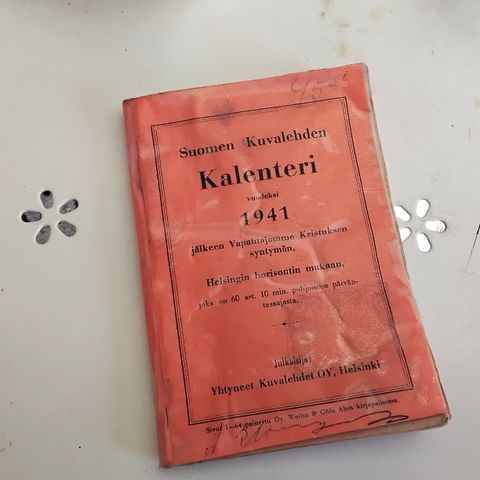 Suomen Kuvalehden
Kalenteri
vuodeksi
1941
jälkeen Vapahtajamme Kristuksen
syntymän,
Helsingin horisontin mukaan,
joka on 60 ast. 10 min. pohjoiseen päivän-
tasaajasta.
Julkaisija:
Yhtyneet Kuvalehdet OY, Helsinki
Sivut 1—64 painettu Oy. Weilin & Göös Ab:n kirjapainossa.